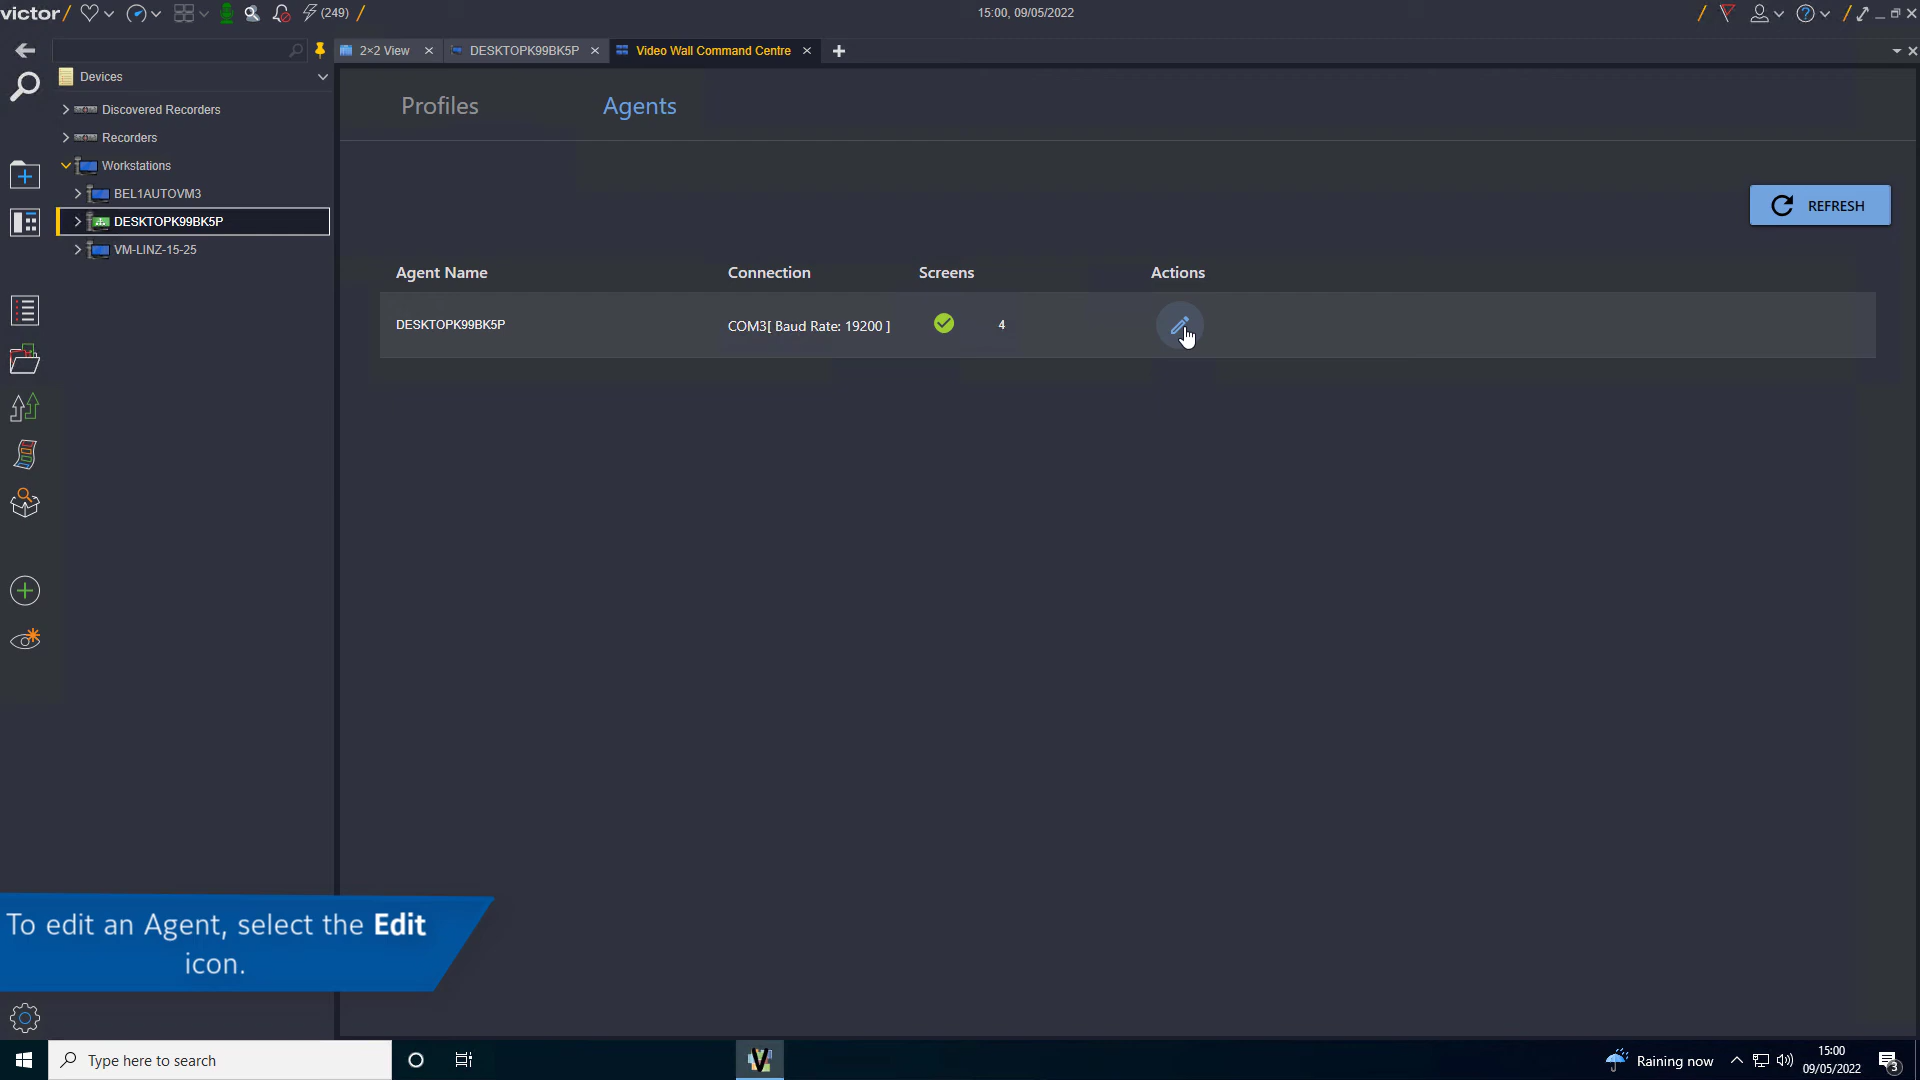 victor
(249)
15:00, 09/05/2022
2×2 View
DESKTOPK99BK5P
Video Wall Command Centre
Devices
Discovered Recorders
Recorders
Workstations
BEL1AUTOVM3
DESKTOPK99BK5P
VM-LINZ-15-25
Profiles
Agents
REFRESH
Agent Name
Connection
Screens
Actions
DESKTOPK99BK5P
COM3[ Baud Rate: 19200 ]
4
To edit an Agent, select the Edit
icon.
Type here to search
Raining now
15:00
09/05/2022
3